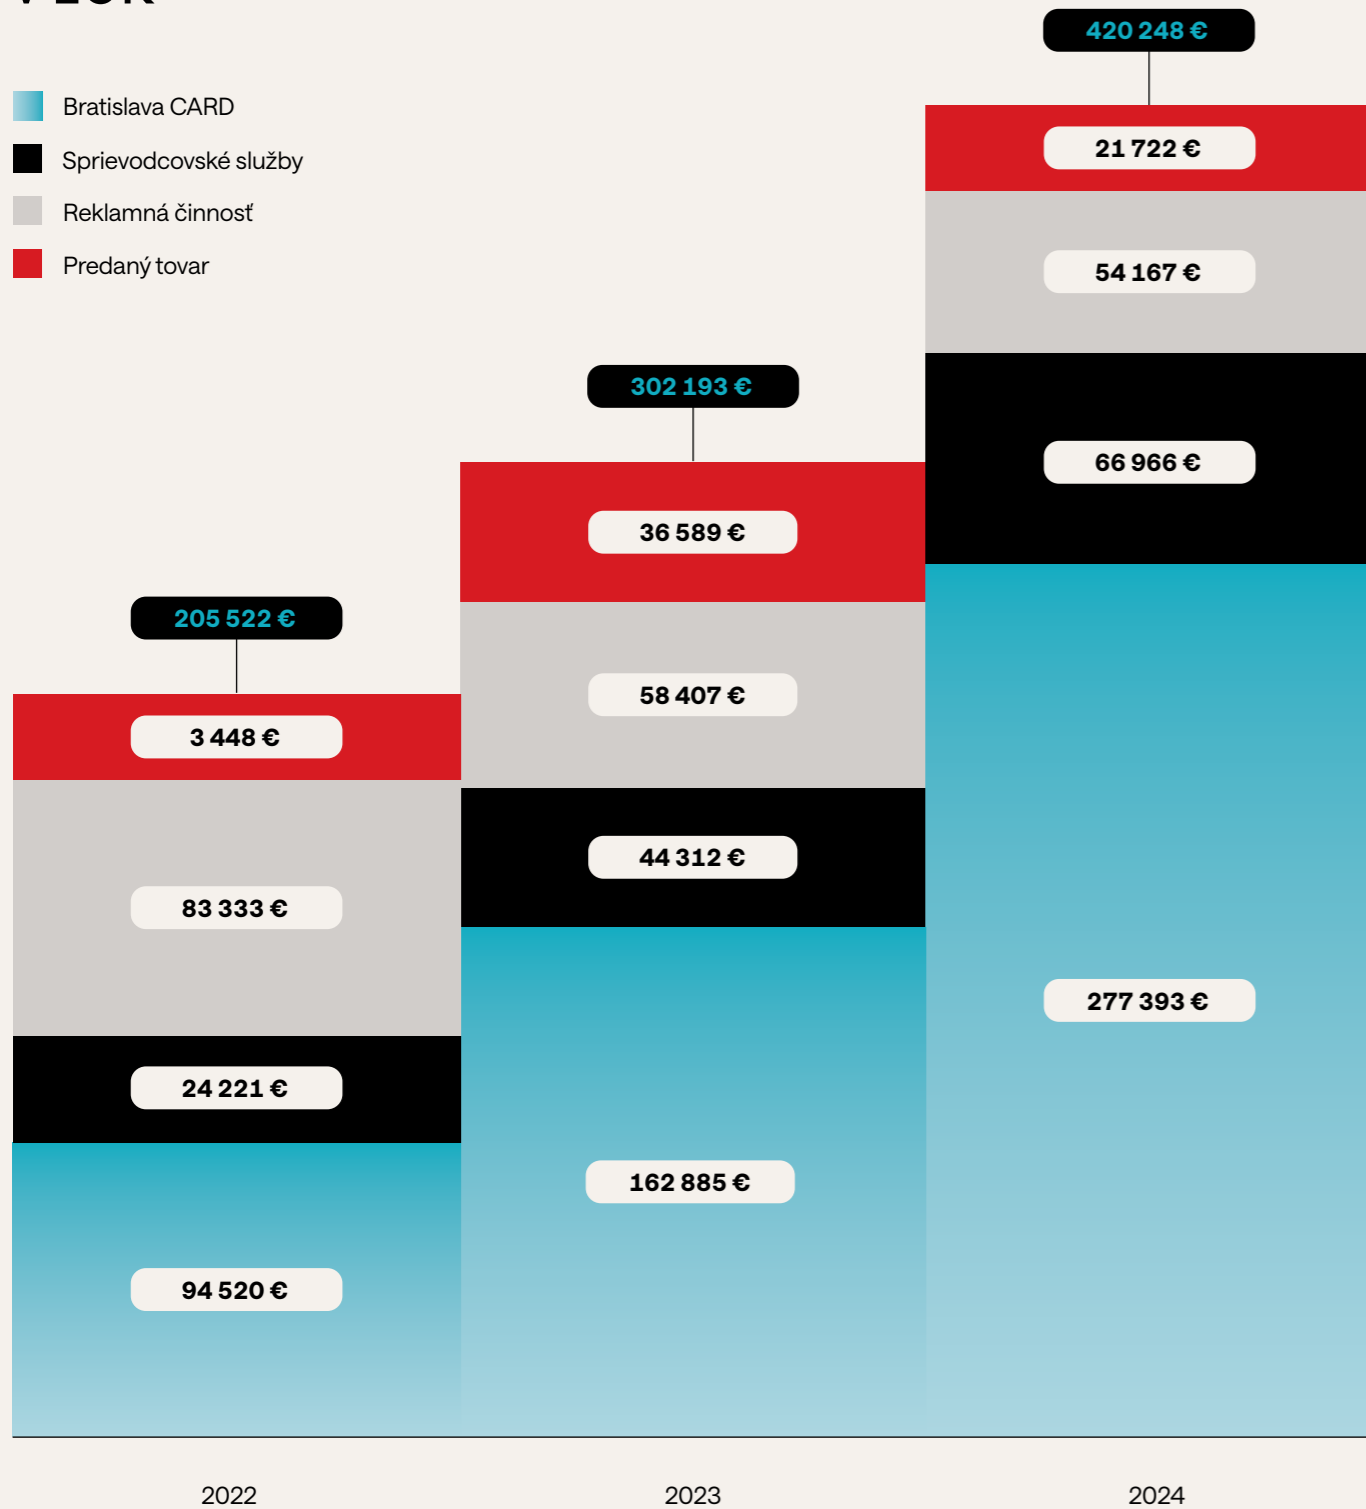 Bratislava CARD
Sprievodcovské služby
Reklamná činnosť
Predaný tovar
205 522 €
3 448 €
83 333 €
24 221 €
94 520 €
302 193 €
36 589 €
58 407 €
44 312 €
162 885 €
420 248 €
21 722 €
54 167 €
66 966 €
277 393 €
2022
2023
2024